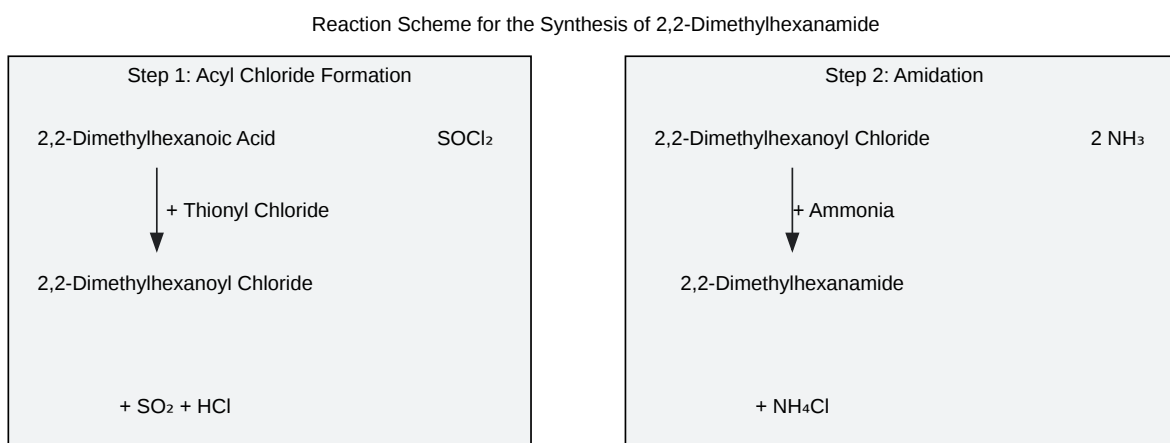 Reaction Scheme for the Synthesis of 2,2-Dimethylhexanamide
Step 1: Acyl Chloride Formation
2,2-Dimethylhexanoic Acid SOCl₂
+ Thionyl Chloride
2,2-Dimethylhexanoyl Chloride
+ SO₂ + HCl
Step 2: Amidation
2,2-Dimethylhexanoyl Chloride 2 NH₃
+ Ammonia
2,2-Dimethylhexanamide
+ NH₄Cl